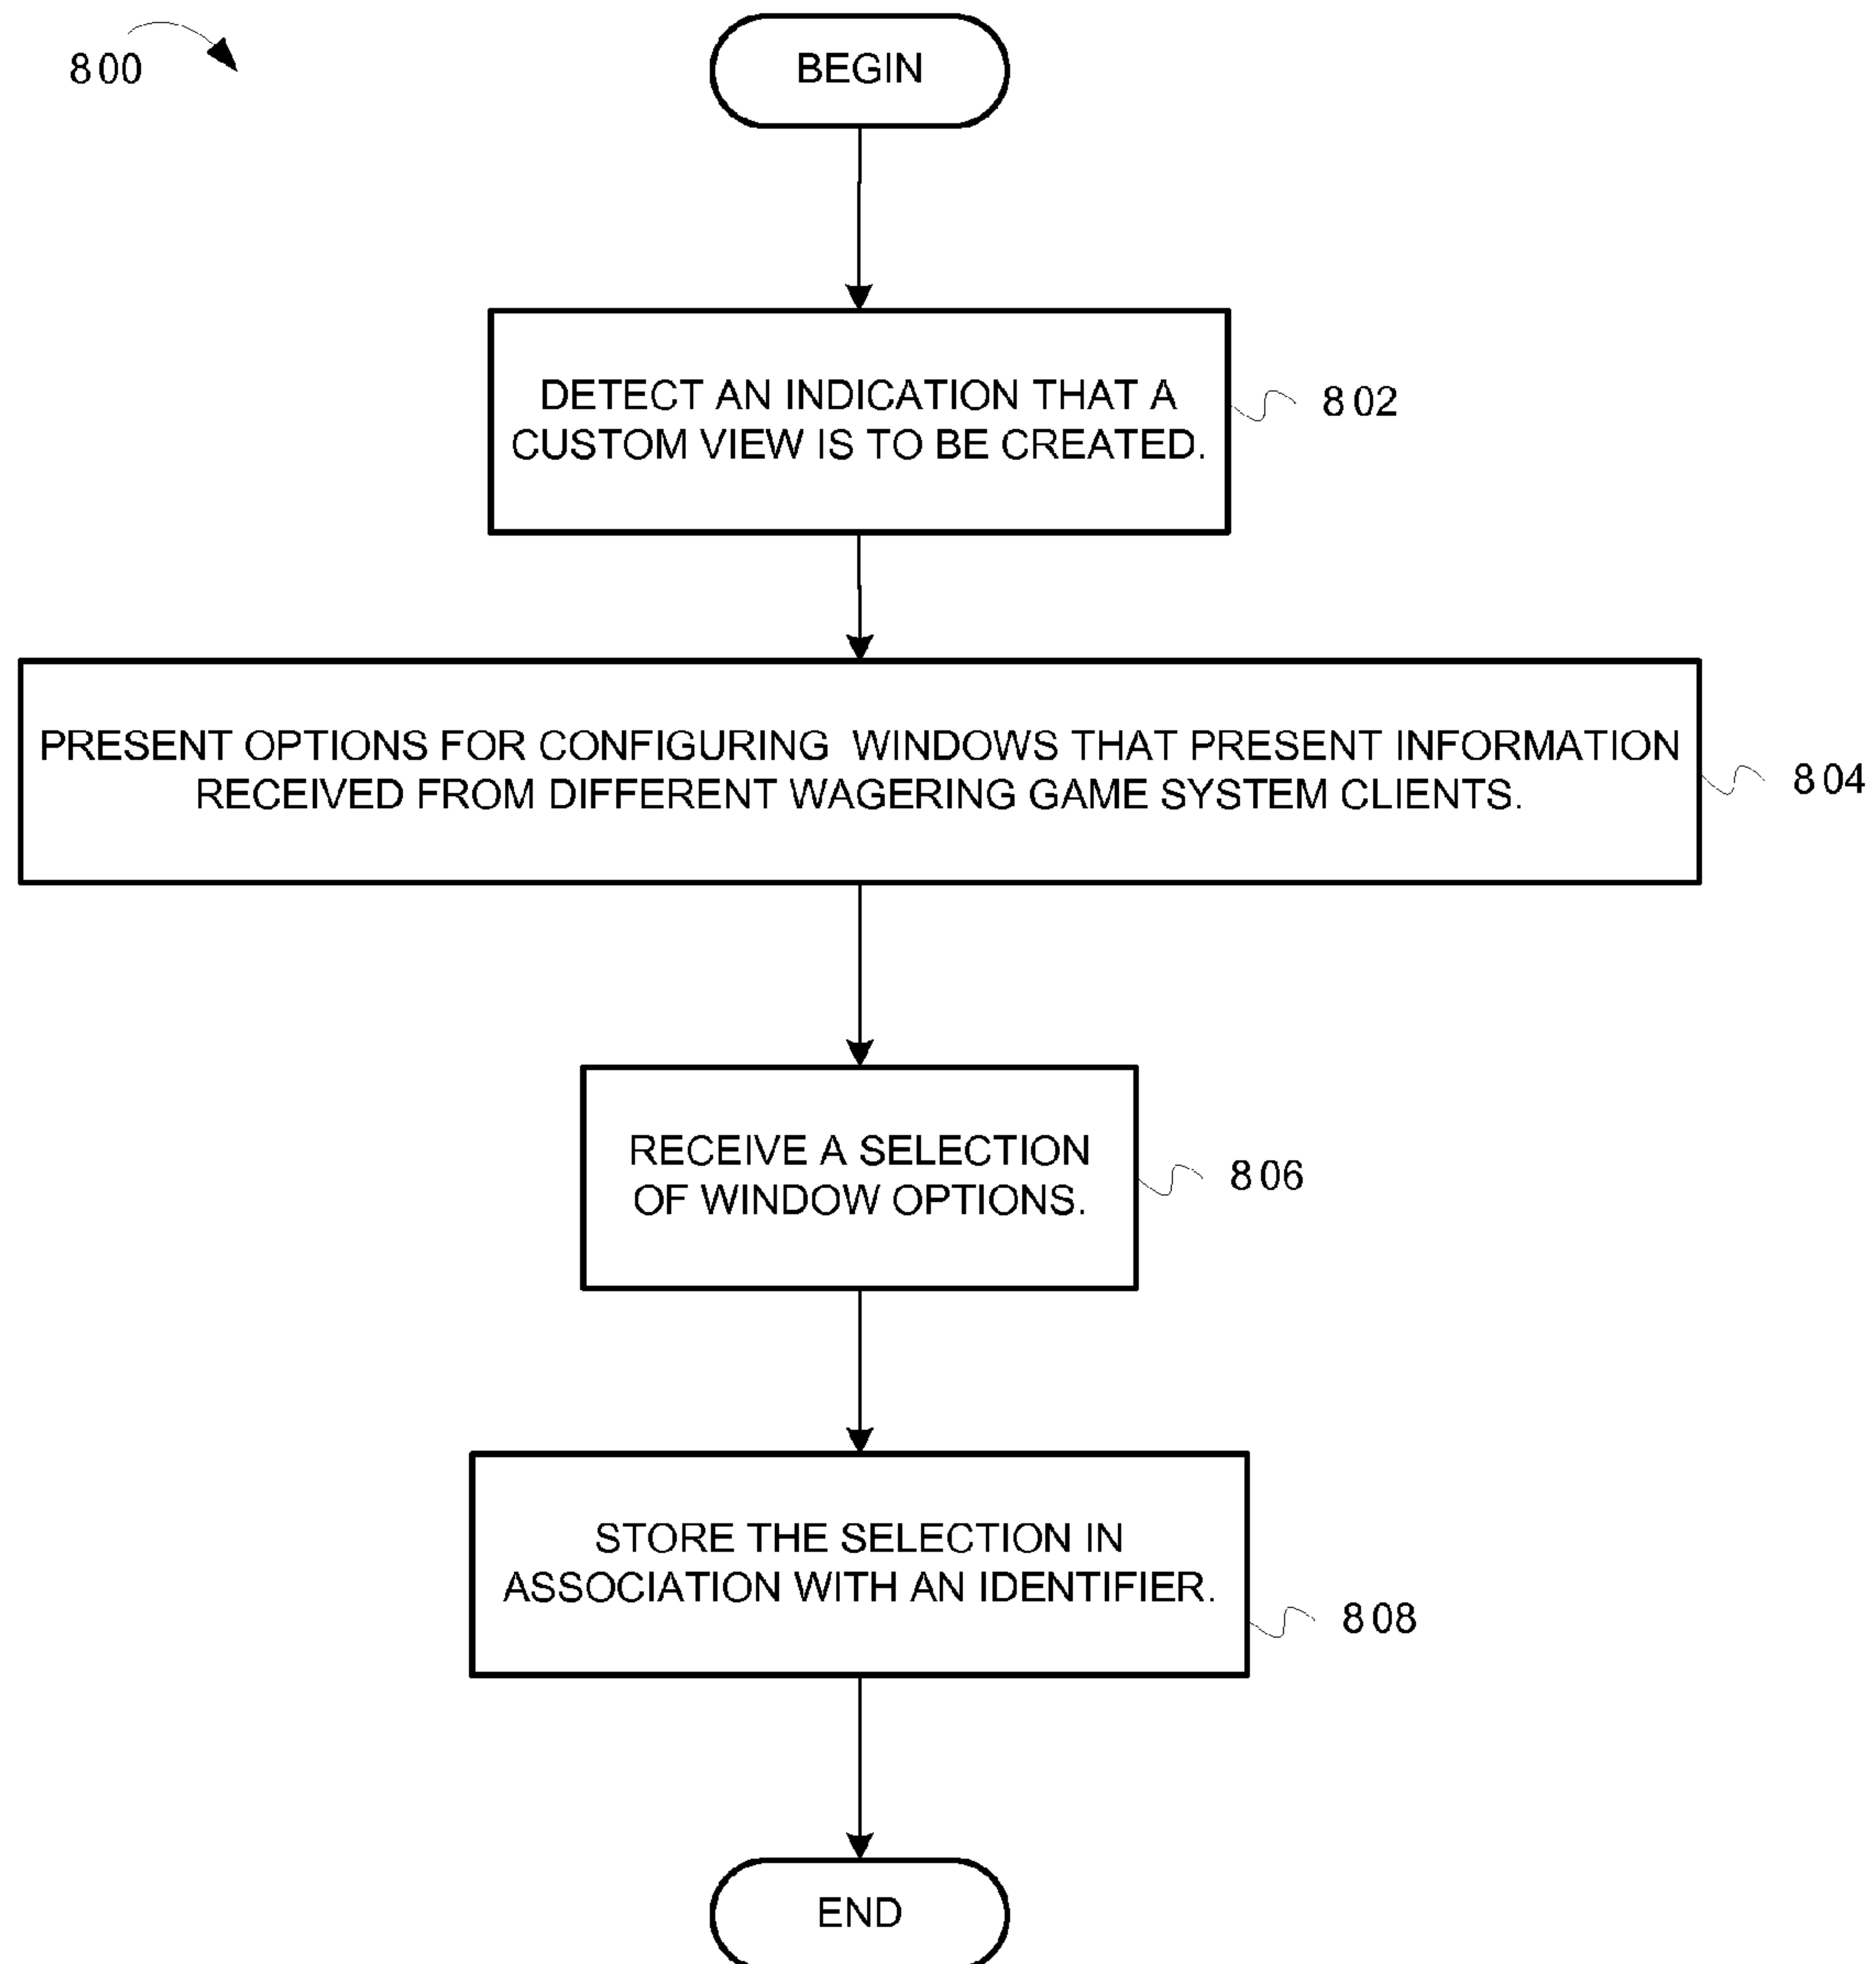 800
BEGIN
DETECT AN INDICATION THAT A
CUSTOM VIEW IS TO BE CREATED.
802
PRESENT OPTIONS FOR CONFIGURING WINDOWS THAT PRESENT INFORMATION
RECEIVED FROM DIFFERENT WAGERING GAME SYSTEM CLIENTS.
804
RECEIVE A SELECTION
OF WINDOW OPTIONS.
806
STORE THE SELECTION IN
ASSOCIATION WITH AN IDENTIFIER.
808
END